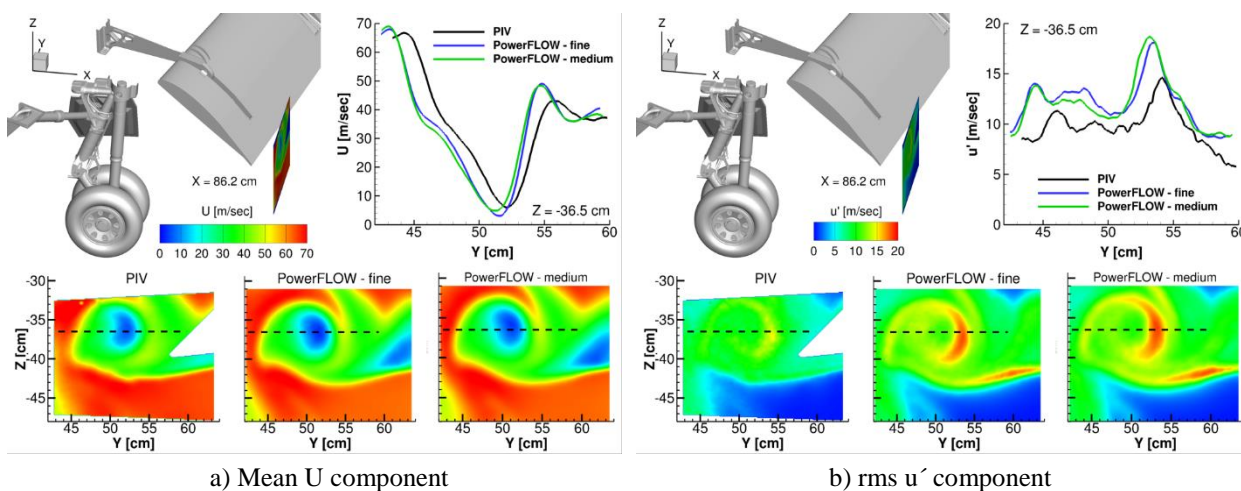 Z
Y
X
X = 86.2 cm
U [m/sec]
0 10 20 30 40 50 60 70
70
60
50
40
30
20
10
0
U [m/sec]
PIV
PowerFLOW - fine
PowerFLOW - medium
Z = -36.5 cm
45 50 55 60
Y [cm]
PIV
PowerFLOW - fine
PowerFLOW - medium
-30
-35
-40
-45
Z[cm]
45 50 55 60
Y [cm]
45 50 55 60
Y [cm]
45 50 55 60
Y [cm]
a) Mean U component
Z
Y
X
X = 86.2 cm
u' [m/sec]
0 5 10 15 20
20
15
10
5
0
u' [m/sec]
Z = -36.5 cm
PIV
PowerFLOW - fine
PowerFLOW - medium
45 50 55 60
Y [cm]
PIV
PowerFLOW - fine
PowerFLOW - medium
-30
-35
-40
-45
Z[cm]
45 50 55 60
Y [cm]
45 50 55 60
Y [cm]
45 50 55 60
Y [cm]
b) rms u´ component